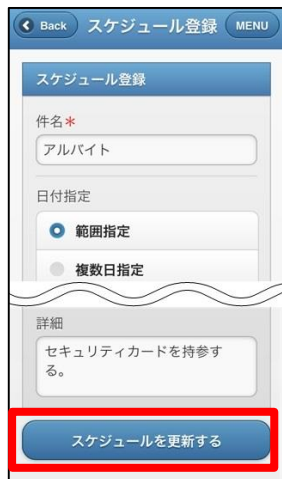 Back スケジュール登録 MENU
スケジュール登録
件名*
アルバイト
日付指定
範囲指定
複数日指定
詳細
セキュリティカードを持参す
る。
スケジュールを更新する